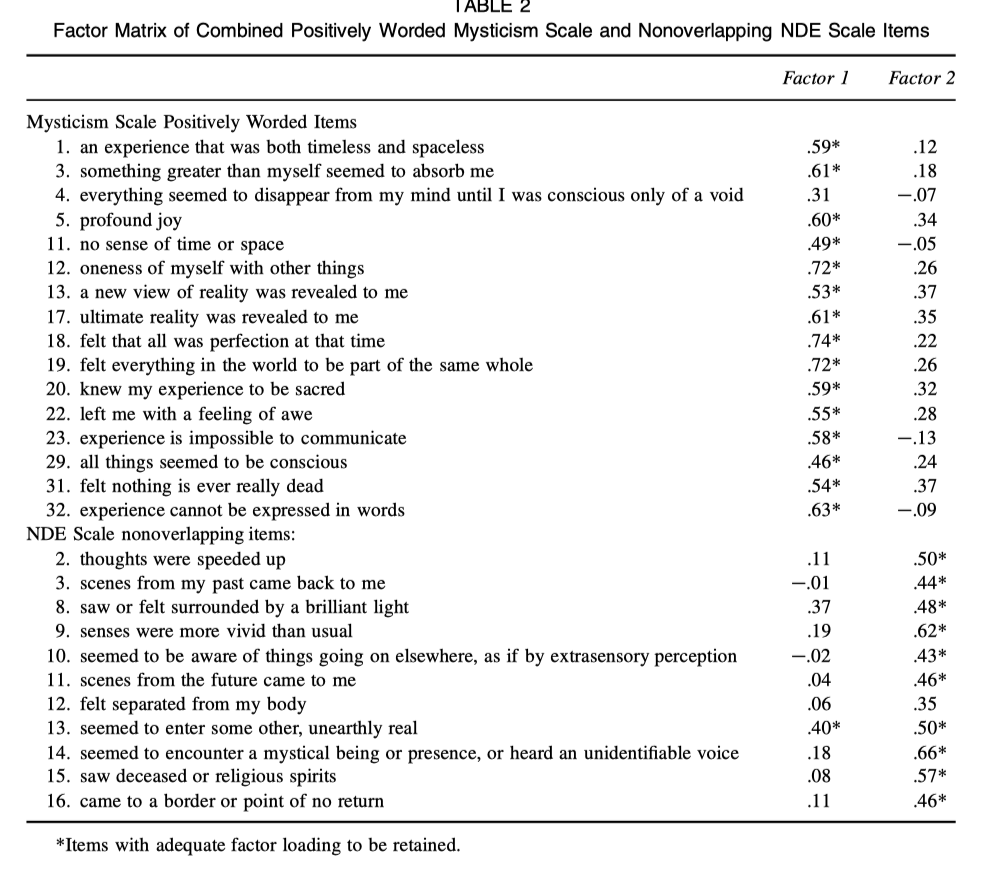 TABLE 2
Factor Matrix of Combined Positively Worded Mysticism Scale and Nonoverlapping NDE Scale Items
Factor 1 Factor 2
Mysticism Scale Positively Worded Items
1. an experience that was both timeless and spaceless .59* .12
3. something greater than myself seemed to absorb me .61* .18
4. everything seemed to disappear from my mind until I was conscious only of a void .31 −.07
5. profound joy .60* .34
11. no sense of time or space .49* −.05
12. oneness of myself with other things .72* .26
13. a new view of reality was revealed to me .53* .37
17. ultimate reality was revealed to me .61* .35
18. felt that all was perfection at that time .74* .22
19. felt everything in the world to be part of the same whole .72* .26
20. knew my experience to be sacred .59* .32
22. left me with a feeling of awe .55* .28
23. experience is impossible to communicate .58* −.13
29. all things seemed to be conscious .46* .24
31. felt nothing is ever really dead .54* .37
32. experience cannot be expressed in words .63* −.09
NDE Scale nonoverlapping items:
2. thoughts were speeded up .11 .50*
3. scenes from my past came back to me −.01 .44*
8. saw or felt surrounded by a brilliant light .37 .48*
9. senses were more vivid than usual .19 .62*
10. seemed to be aware of things going on elsewhere, as if by extrasensory perception −.02 .43*
11. scenes from the future came to me .04 .46*
12. felt separated from my body .06 .35
13. seemed to enter some other, unearthly real .40* .50*
14. seemed to encounter a mystical being or presence, or heard an unidentifiable voice .18 .66*
15. saw deceased or religious spirits .08 .57*
16. came to a border or point of no return .11 .46*
*Items with adequate factor loading to be retained.